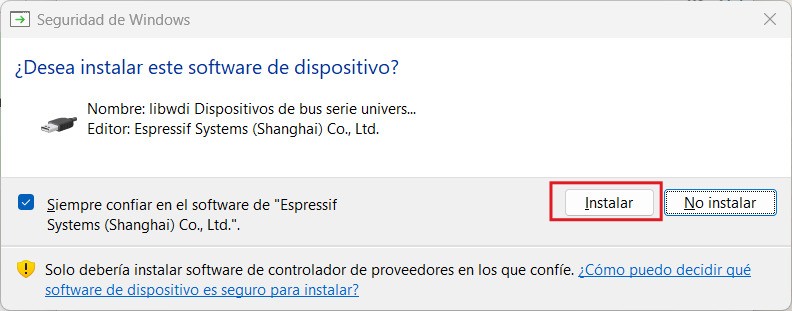 Seguridad de Windows
¿Desea instalar este software de dispositivo?
Nombre: libwdi Dispositivos de bus serie univers...
Editor: Espressif Systems (Shanghai) Co., Ltd.
Siempre confiar en el software de "Espressif
Systems (Shanghai) Co., Ltd.".
Instalar
No instalar
Solo debería instalar software de controlador de proveedores en los que confíe. ¿Cómo puedo decidir qué
software de dispositivo es seguro para instalar?